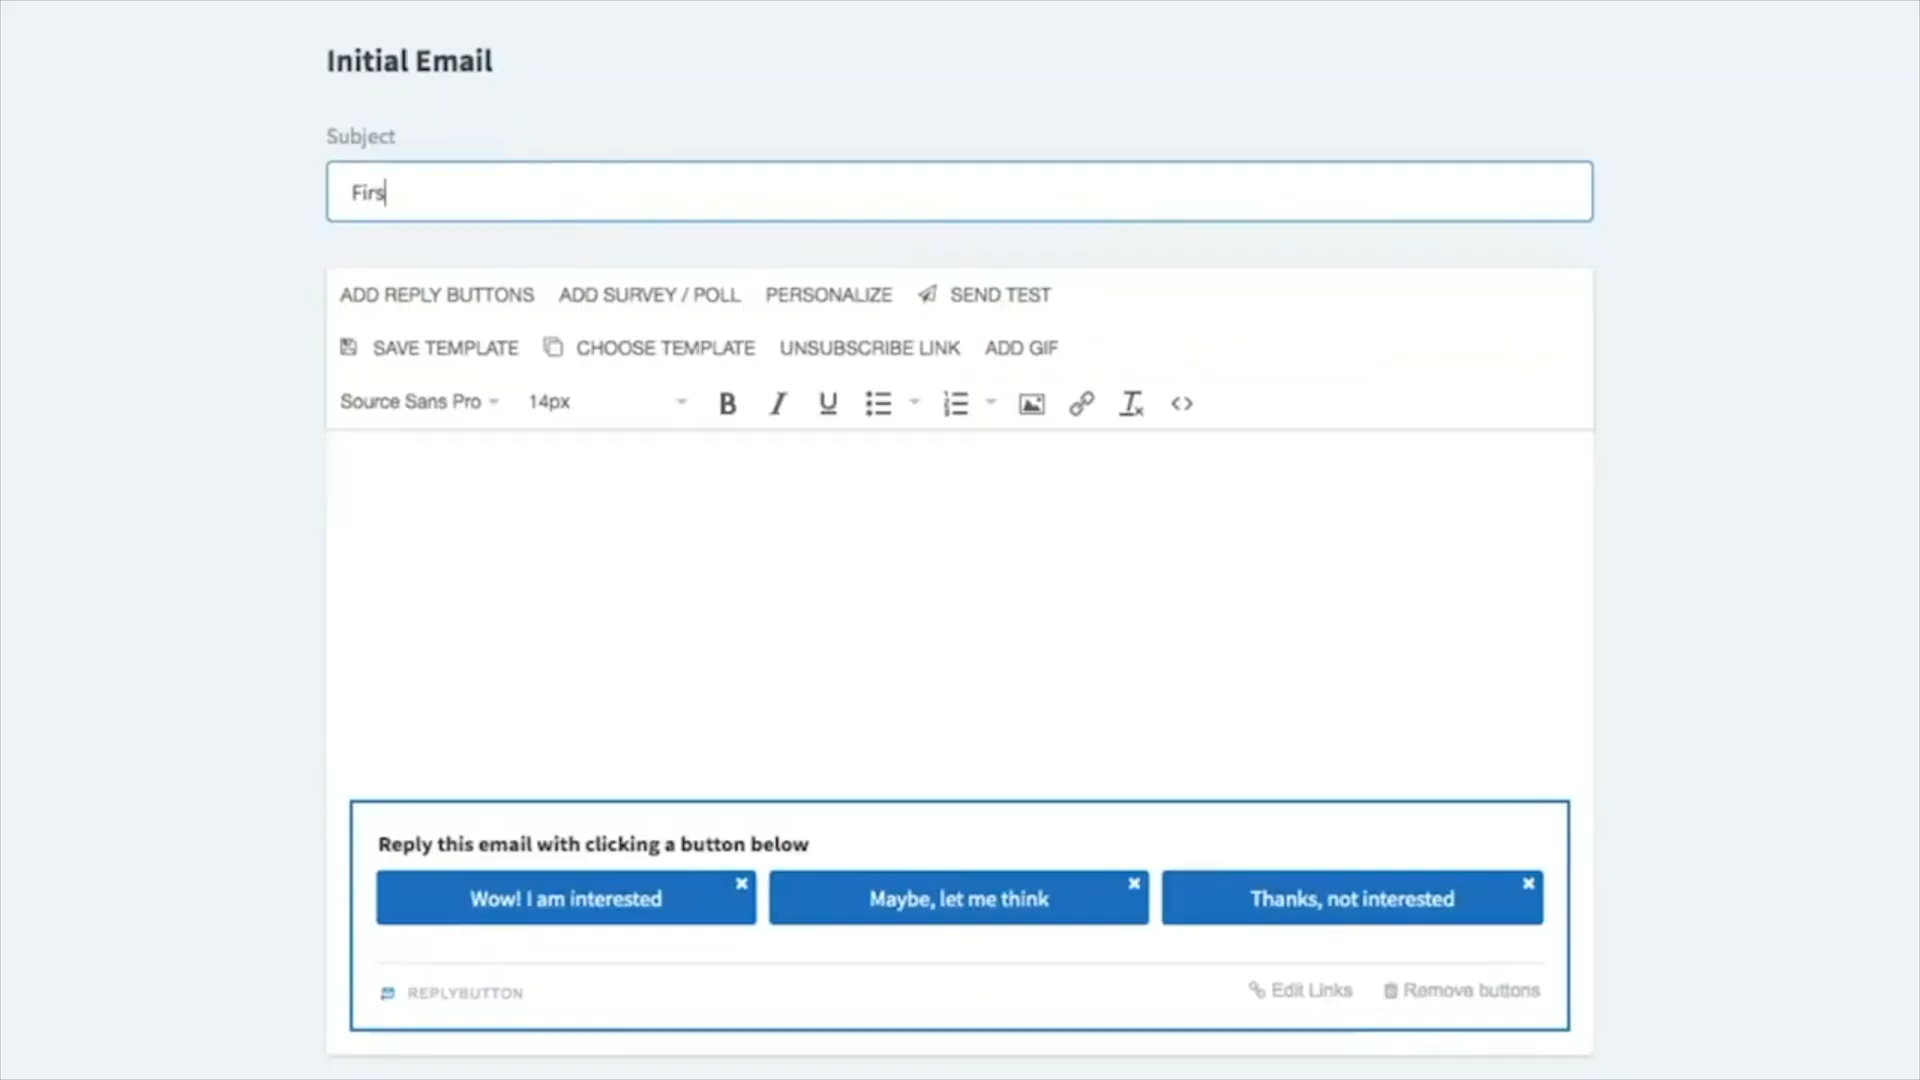 Initial Email
Subject
Firs
ADD REPLY BUTTONS ADD SURVEY / POLL PERSONALIZE SEND TEST
SAVE TEMPLATE CHOOSE TEMPLATE UNSUBSCRIBE LINK ADD GIF
Source Sans Pro 14px B I U
Reply this email with clicking a button below
Wow! I am interested Maybe, let me think Thanks, not interested
REPLYBUTTON Edit Links Remove buttons